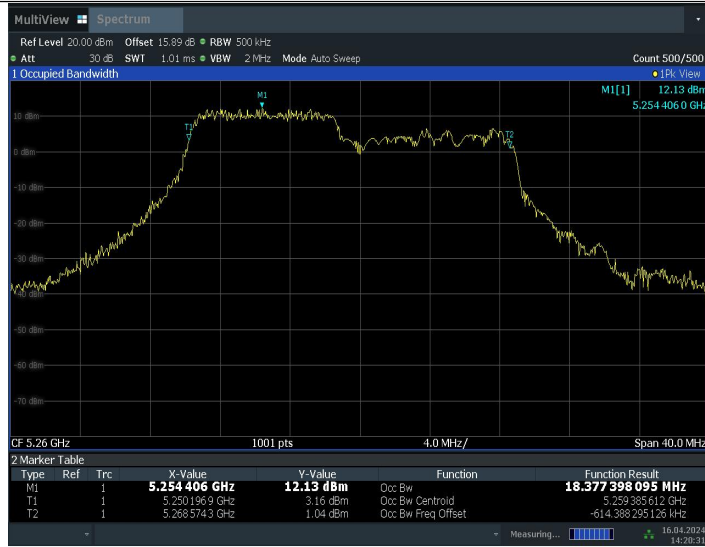 MultiView Spectrum
Ref Level 20.00 dBm Offset 15.89 dB RBW 500 kHz
Att 30 dB SWT 1.01 ms VBW 2 MHz Mode Auto Sweep Count 500/500
1 Occupied Bandwidth 1Pk View
M1[1] 12.13 dBm
5.254 406 0 GHz
M1
10 dBm
T1
T2
0 dBm
-10 dBm
-20 dBm
-30 dBm
-40 dBm
-50 dBm
-60 dBm
-70 dBm
CF 5.26 GHz 1001 pts 4.0 MHz/ Span 40.0 MHz
2 Marker Table
Type Ref Trc X-Value Y-Value Function Function Result
M1 1 5.254 406 GHz 12.13 dBm Occ Bw 18.377 398 095 MHz
T1 1 5.250 196 9 GHz 3.16 dBm Occ Bw Centroid 5.259 385 612 GHz
T2 1 5.268 574 3 GHz 1.04 dBm Occ Bw Freq Offset -614.388 295 126 kHz
Measuring... 16.04.2024
14:20:31